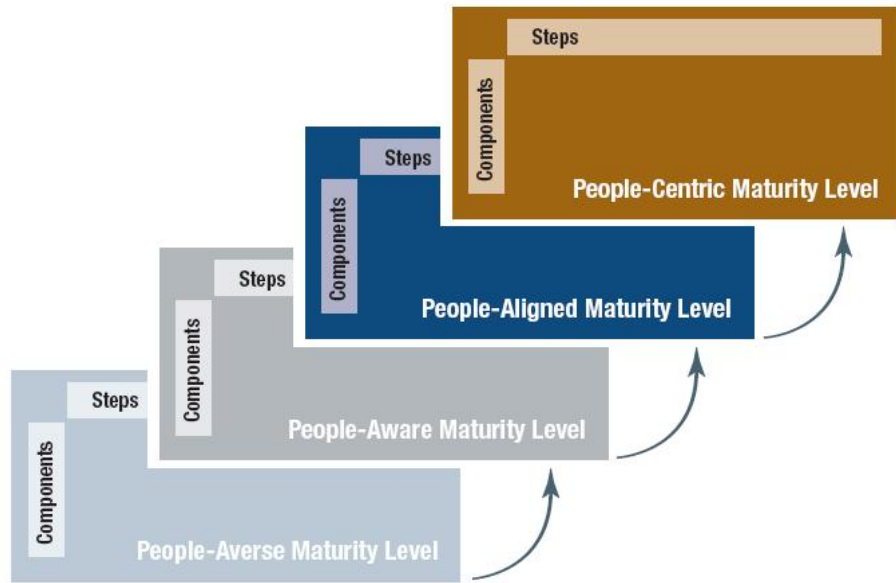 Steps
Components
People-Centric Maturity Level
Steps
Components
People-Aligned Maturity Level
Steps
Components
People-Aware Maturity Level
Steps
Components
People-Averse Maturity Level